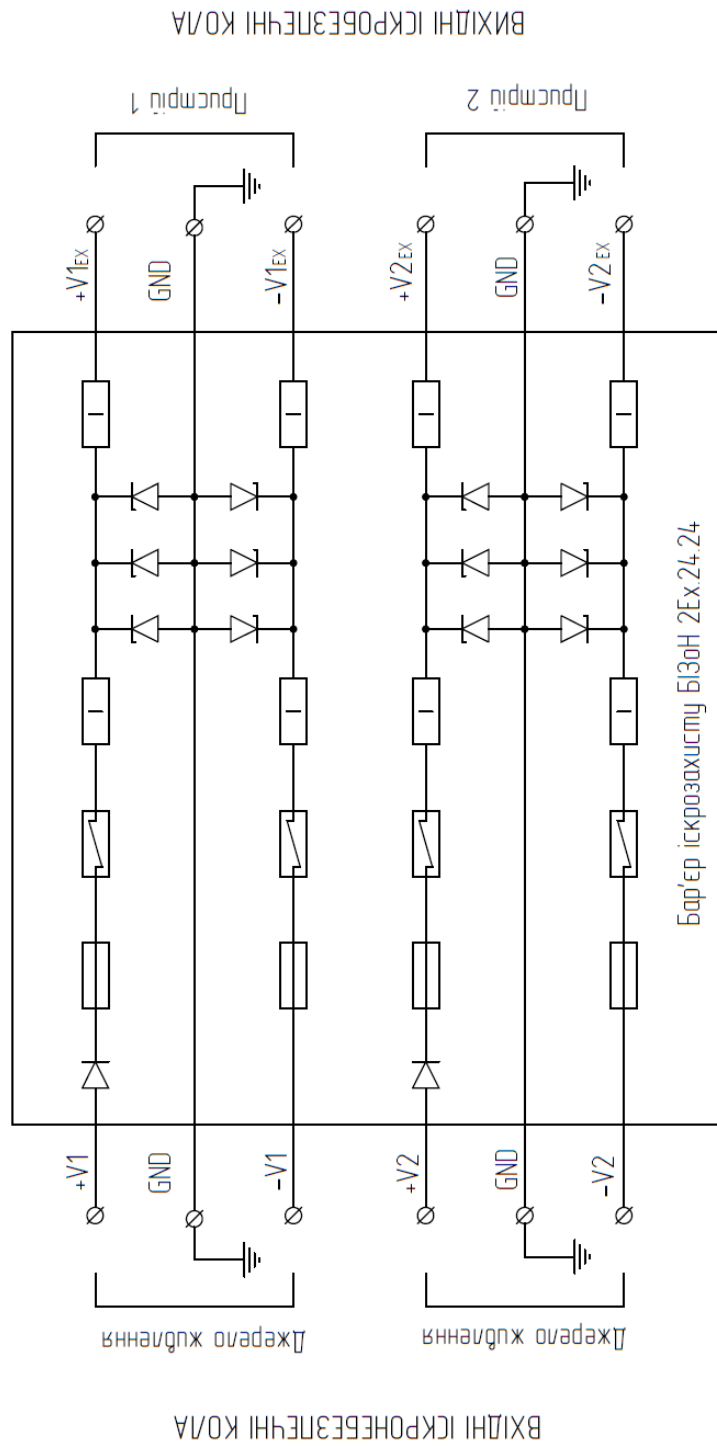 ВИХІДНІ ІСКРОБЕЗПЕЧНІ КОЛА
Пристрій 1
Пристрій 2
+V1EX
GND
-V1EX
+V2EX
GND
-V2EX
Бар'єр іскрозахисту БІЗоН 2Ех.24.24
+V1
GND
-V1
+V2
GND
-V2
Джерело живлення
Джерело живлення
ВХІДНІ ІСКРОНЕБЕЗПЕЧНІ КОЛА